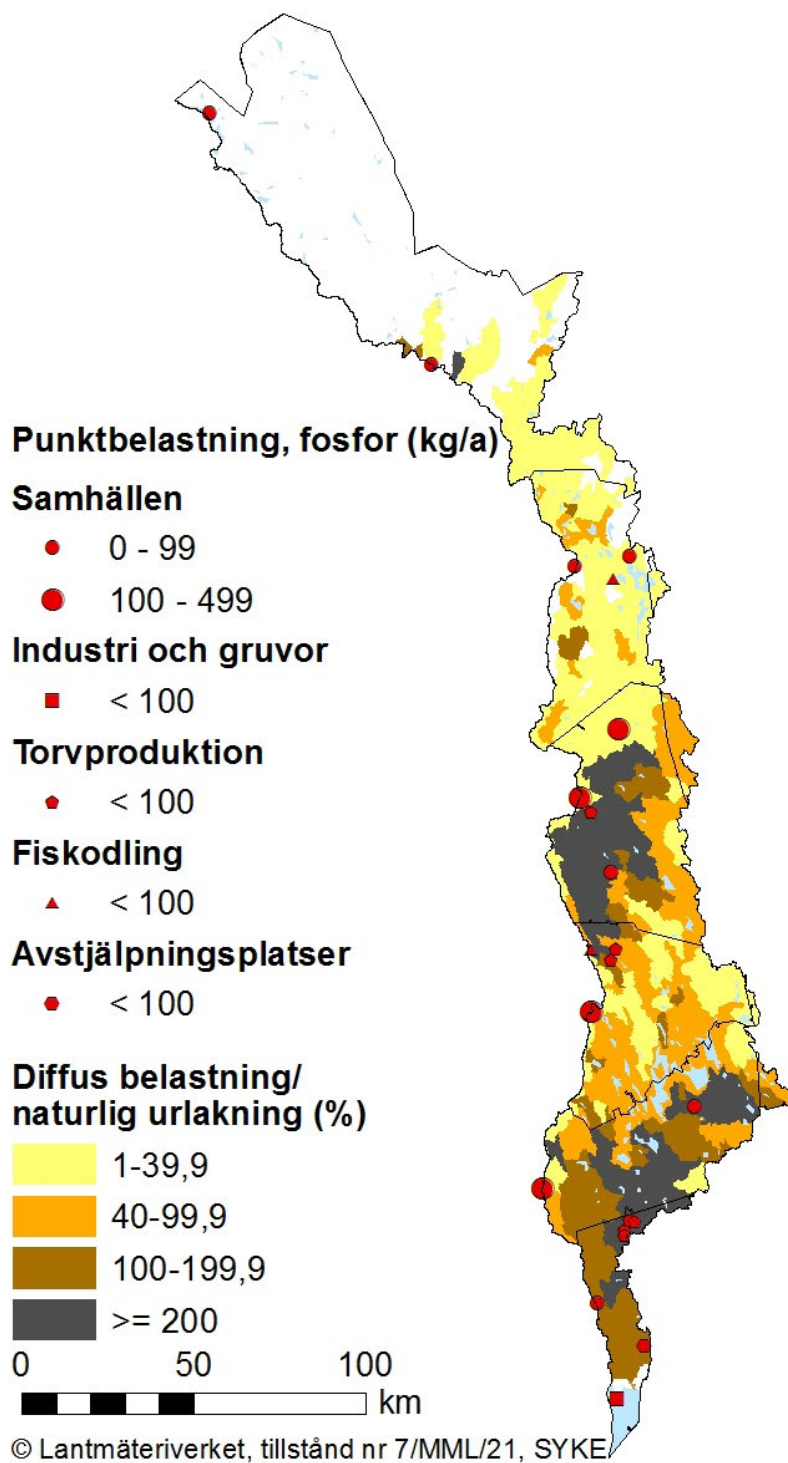 Punktbelastning, fosfor (kg/a)
Samhällen
0 - 99
100 - 499
Industri och gruvor
< 100
Torvproduktion
< 100
Fiskodling
< 100
Avstjälpningsplatser
< 100
Diffus belastning/
naturlig urlakning (%)
1-39,9
40-99,9
100-199,9
>= 200
0 50 100
km
© Lantmäteriverket, tillstånd nr 7/MML/21, SYKE